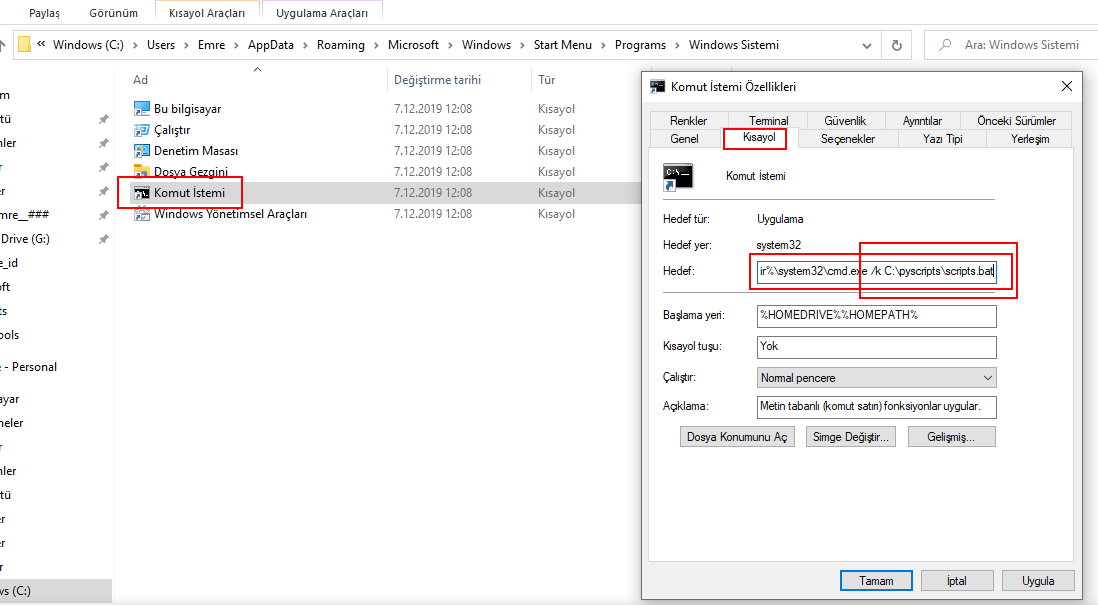 Paylaş Görünüm Kısayol Araçları Uygulama Araçları
« Windows (C:) > Users > Emre > AppData > Roaming > Microsoft > Windows > Start Menu > Programs > Windows Sistemi
Ara: Windows Sistemi
Ad Değiştirme tarihi Tür
Bu bilgisayar 7.12.2019 12:08 Kısayol
Çalıştır 7.12.2019 12:08 Kısayol
Denetim Masası 7.12.2019 12:08 Kısayol
Dosya Gezgini 7.12.2019 12:08 Kısayol
Komut İstemi 7.12.2019 12:08 Kısayol
Windows Yönetimsel Araçları 7.12.2019 12:08 Kısayol
m
tü
ler
r
er
mre__###
Drive (G:)
e_id
oft
ts
ools
e - Personal
ayar
neler
r
nler
tü
er
er
r
ws (C:)
Komut İstemi Özellikleri
Renkler Terminal Güvenlik Ayrıntılar Önceki Sürümler
Genel Kısayol Seçenekler Yazı Tipi Yerleşim
Komut İstemi
Hedef tür: Uygulama
Hedef yer: system32
Hedef: ir%\system32\cmd.exe /k C:\pyscripts\scripts.bat
Başlama yeri: %HOMEDRIVE%%HOMEPATH%
Kısayol tuşu: Yok
Çalıştır: Normal pencere
Açıklama: Metin tabanlı (komut satırı) fonksiyonlar uygular.
Dosya Konumunu Aç Simge Değiştir... Gelişmiş...
Tamam İptal Uygula